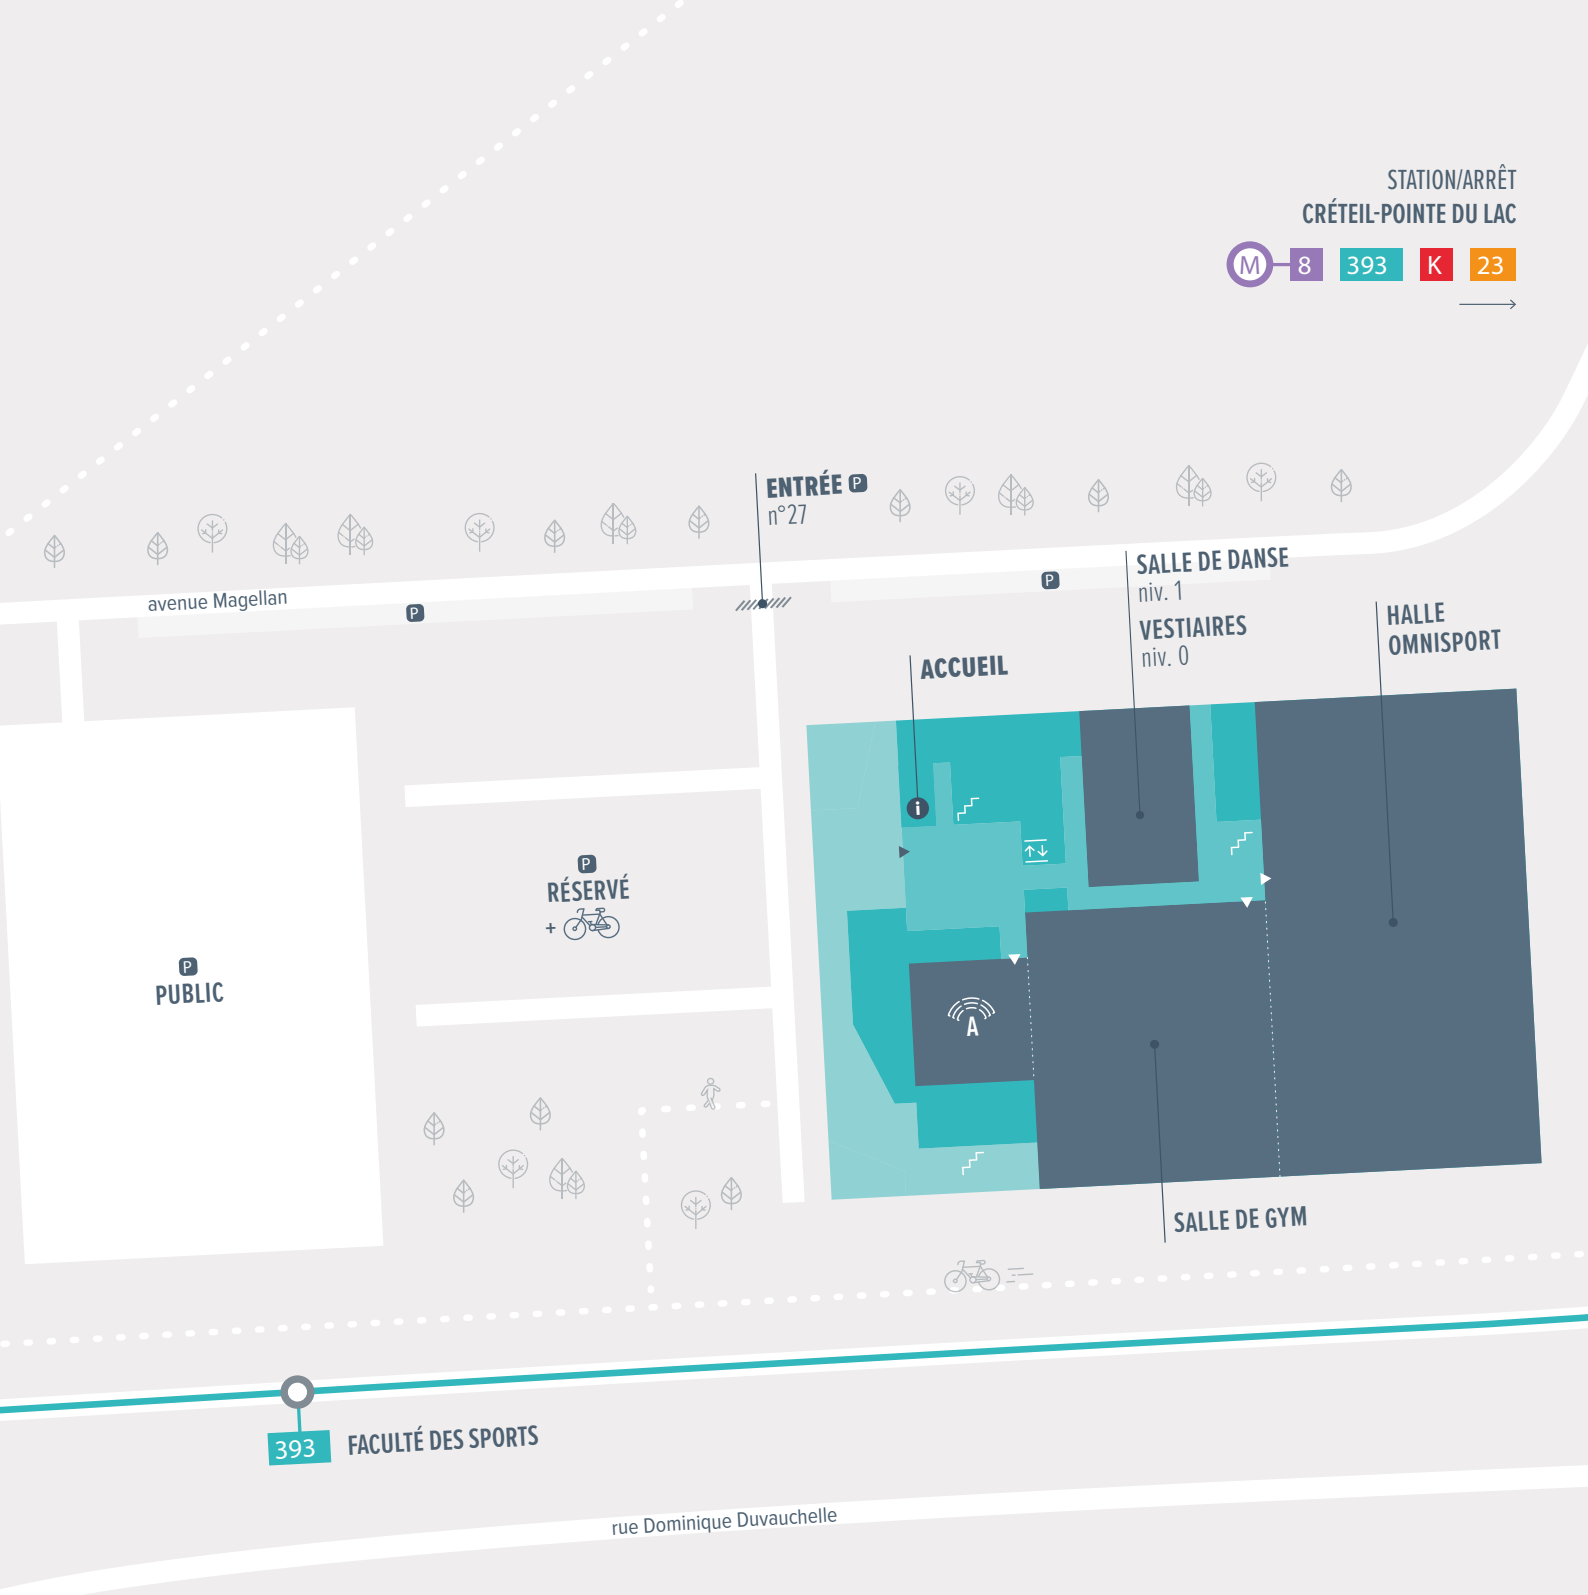 STATION/ARRÊT
CRÉTEIL-POINTE DU LAC
M 8 393 K 23
ENTRÉE P
n°27
SALLE DE DANSE
niv. 1
VESTIAIRES
niv. 0
HALLE
OMNISPORT
P
avenue Magellan
P
ACCUEIL
i
P
RÉSERVÉ
+
P
PUBLIC
A
SALLE DE GYM
393 FACULTÉ DES SPORTS
rue Dominique Duvauchelle